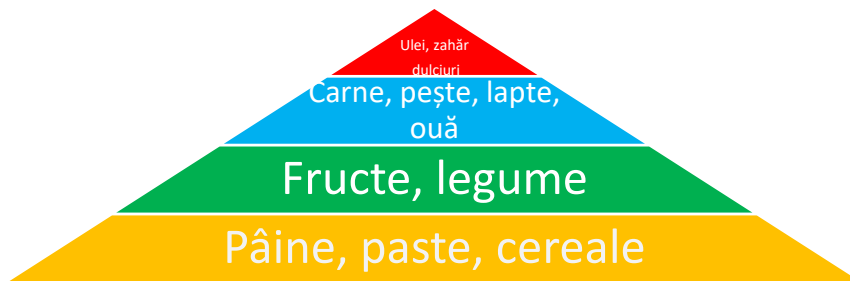 Ulei, zahăr
dulciuri
Carne, pește, lapte,
ouă
Fructe, legume
Pâine, paste, cereale